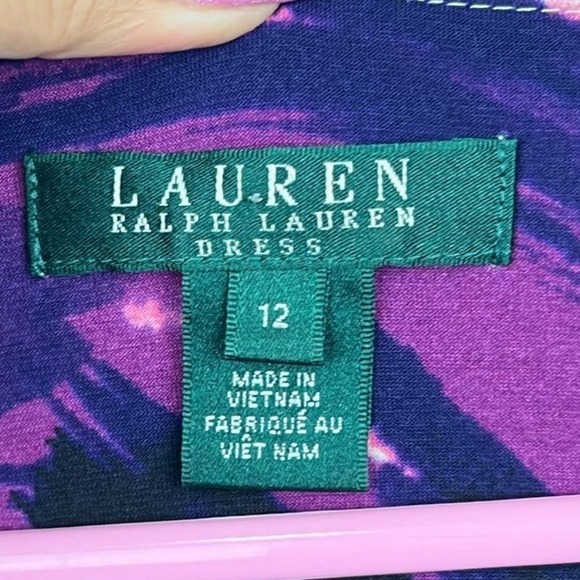 LAUREN
RALPH LAUREN
DRESS
12
MADE IN
VIETNAM
FABRIQUÉ AU
VIÊT NAM